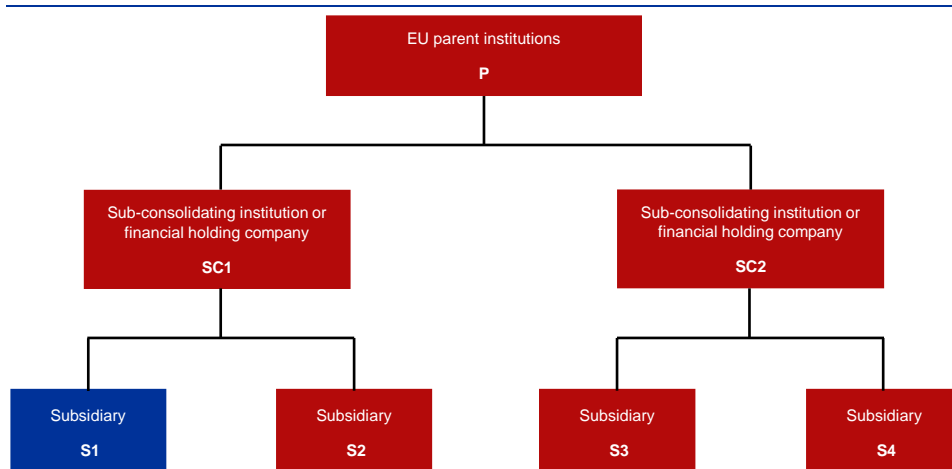 EU parent institutions
P
Sub-consolidating institution or
financial holding company
SC1
Sub-consolidating institution or
financial holding company
SC2
Subsidiary
S1
Subsidiary
S2
Subsidiary
S3
Subsidiary
S4